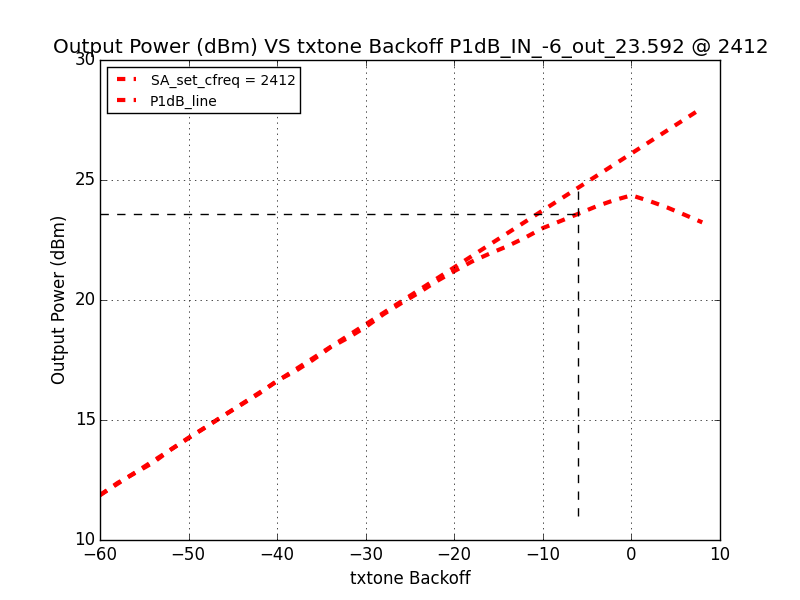 Output Power (dBm) VS txtone Backoff P1dB_IN_-6_out_23.592 @ 2412
SA_set_cfreq = 2412
P1dB_line
Output Power (dBm)
30
25
20
15
10
−60 −50 −40 −30 −20 −10 0 10
txtone Backoff